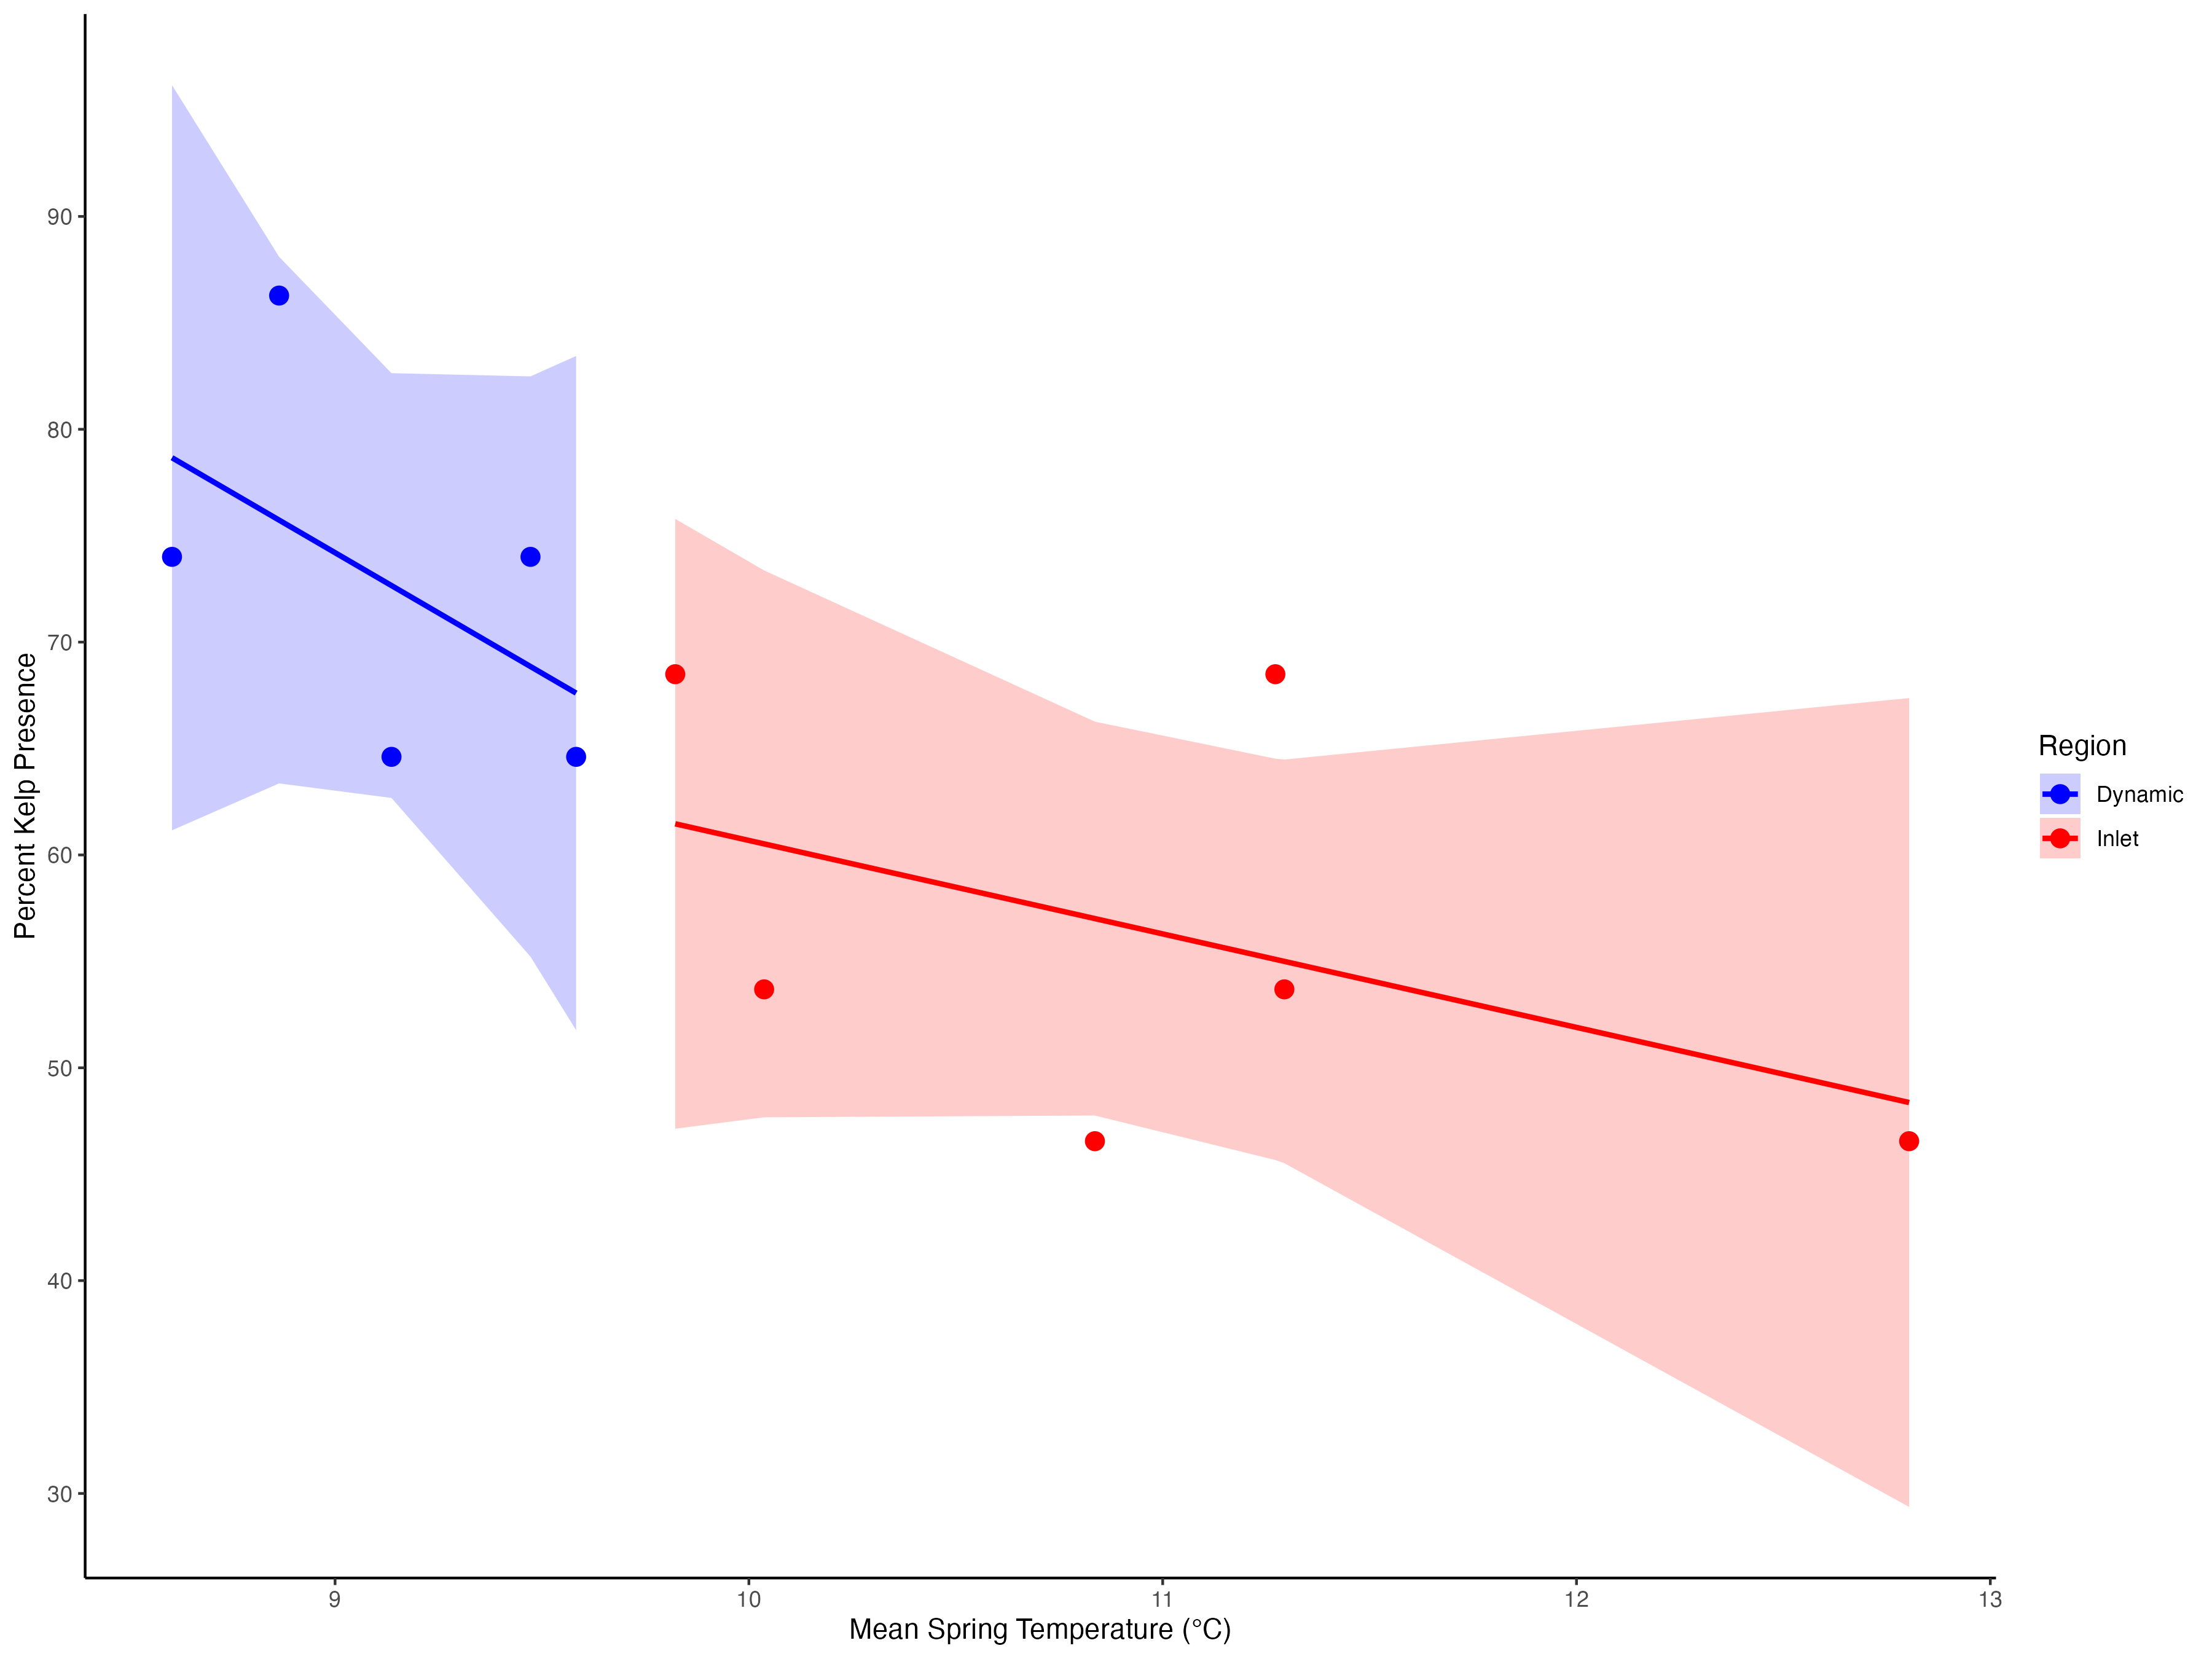 90
80
70
60
50
40
30
Percent Kelp Presence
9 10 11 12 13
Mean Spring Temperature (°C)
Region
Dynamic
Inlet